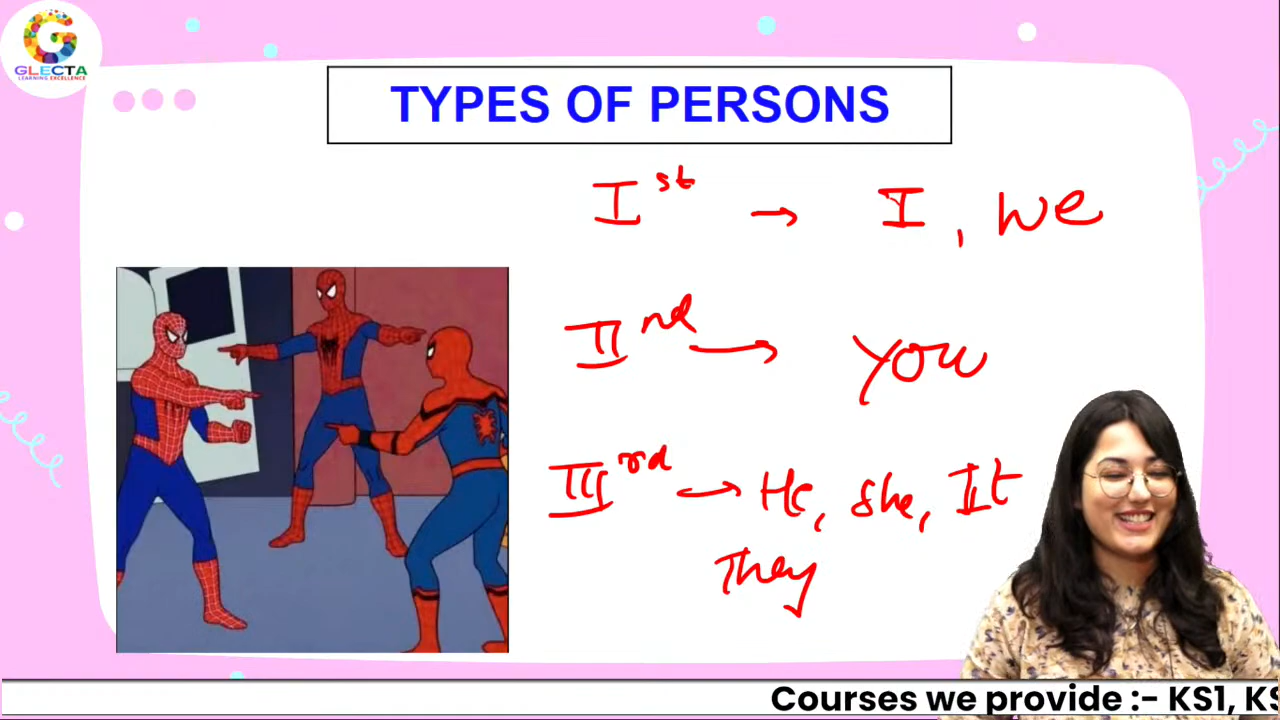 GLECTA
LEARNING EXCELLENCE
TYPES OF PERSONS
Ist → I, we
IInd → You
IIIrd → He, She, It
They
Courses we provide :- KS1, KS